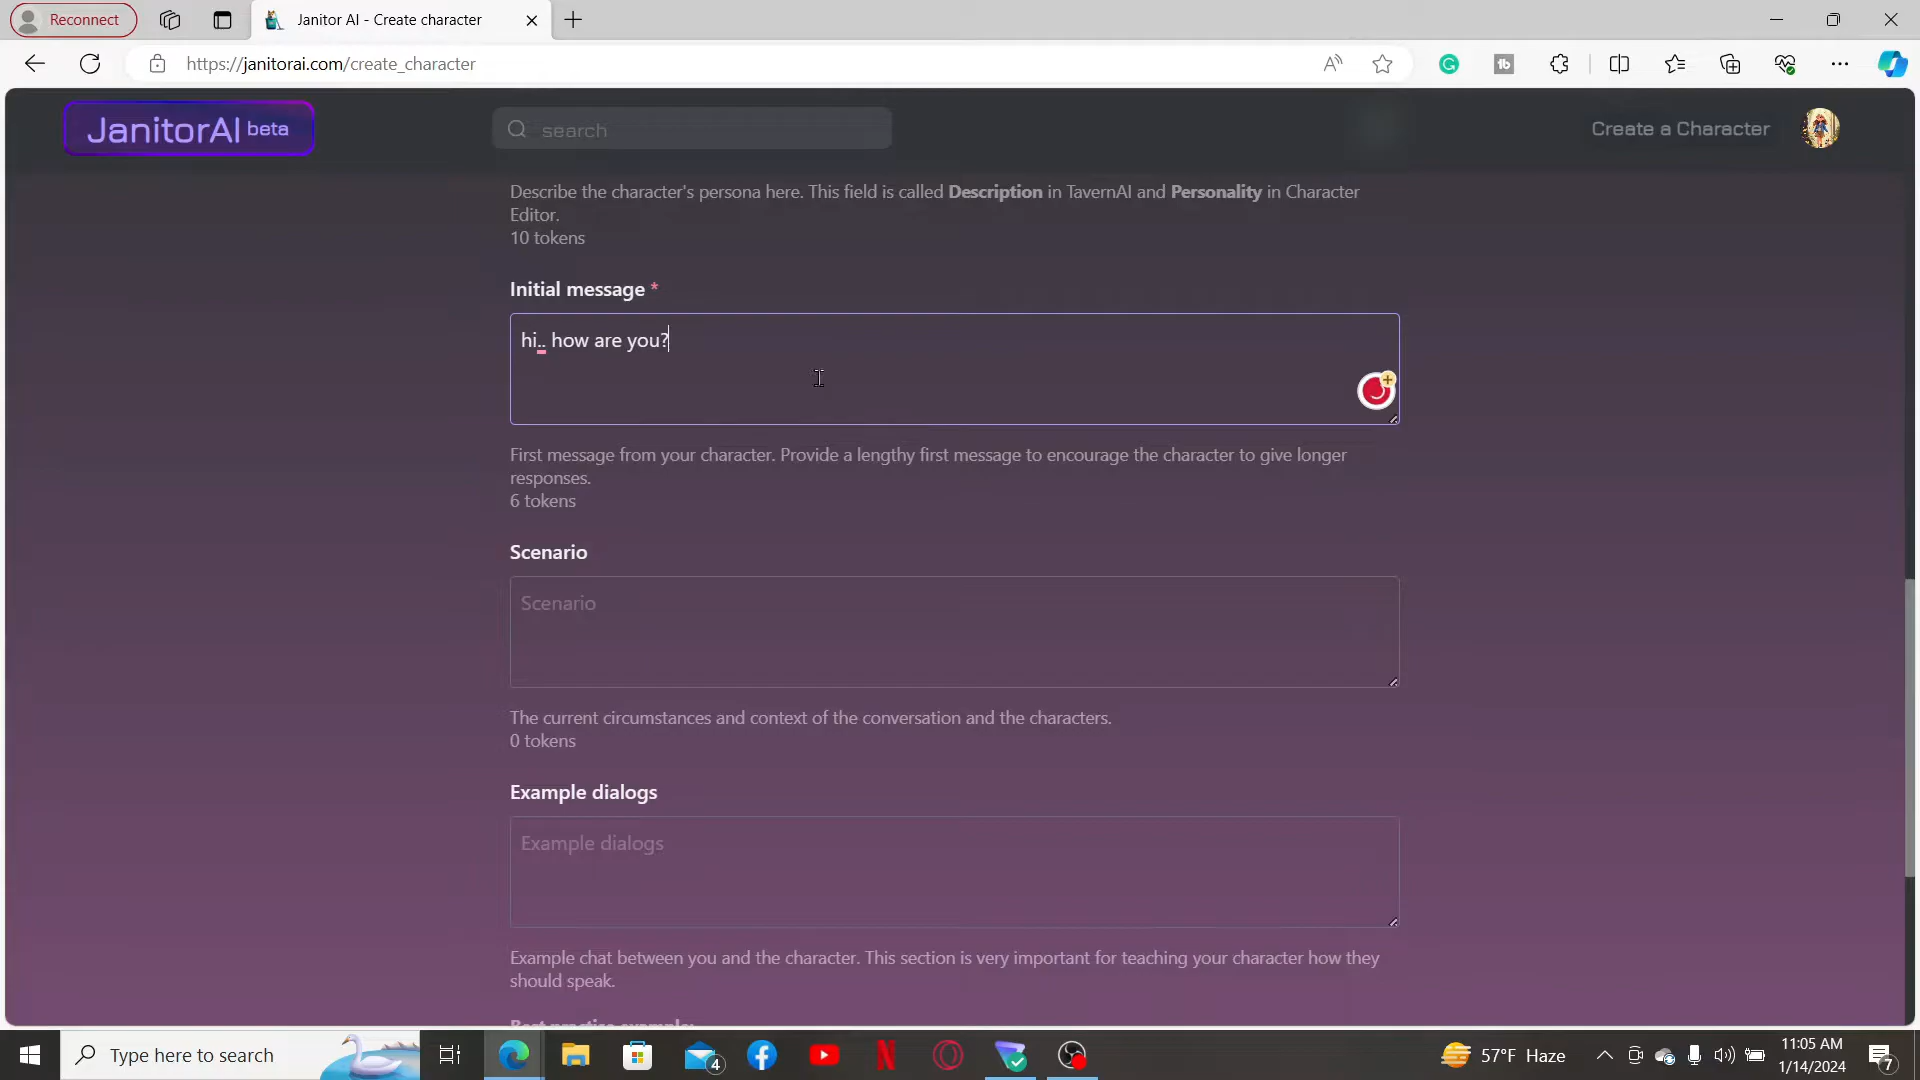 Reconnect
Janitor AI - Create character
https://janitorai.com/create_character
JanitorAI beta
search
Create a Character
Describe the character's persona here. This field is called Description in TavernAI and Personality in Character
Editor.
10 tokens
Initial message *
hi.. how are you?
First message from your character. Provide a lengthy first message to encourage the character to give longer
responses.
6 tokens
Scenario
Scenario
The current circumstances and context of the conversation and the characters.
0 tokens
Example dialogs
Example dialogs
Example chat between you and the character. This section is very important for teaching your character how they
should speak.
Best practice example:
Type here to search
4
57°F Haze
11:05 AM
1/14/2024
7